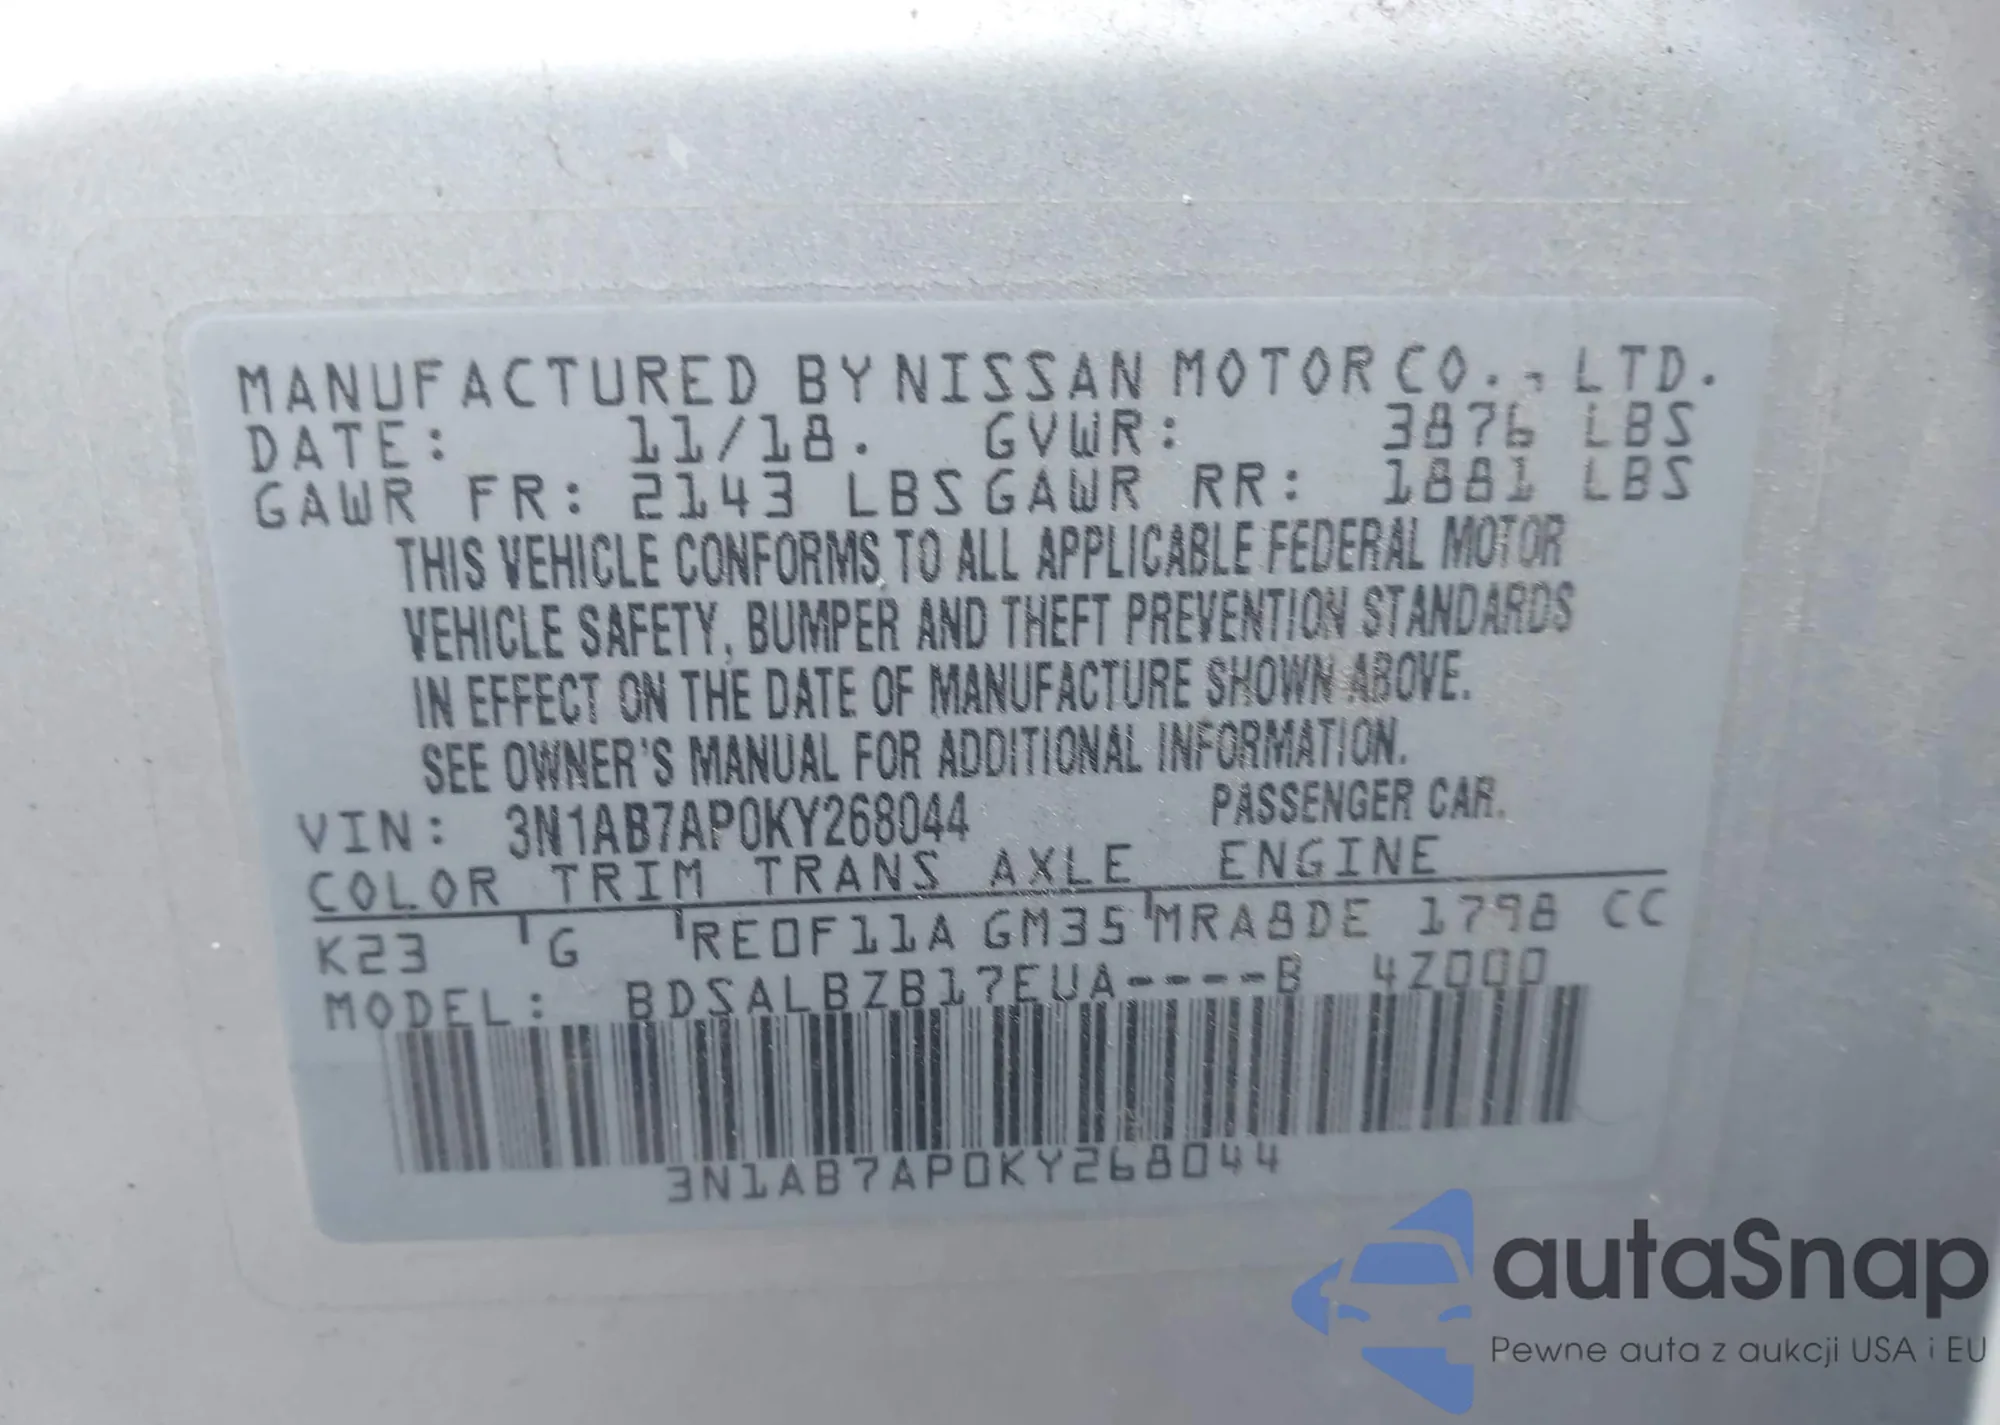 MANUFACTURED BY NISSAN MOTOR CO., LTD.
DATE: 11/18. GVWR: 3876 LBS
GAWR FR: 2143 LBS GAWR RR: 1881 LBS
THIS VEHICLE CONFORMS TO ALL APPLICABLE FEDERAL MOTOR
VEHICLE SAFETY, BUMPER AND THEFT PREVENTION STANDARDS
IN EFFECT ON THE DATE OF MANUFACTURE SHOWN ABOVE.
SEE OWNER'S MANUAL FOR ADDITIONAL INFORMATION.
VIN: 3N1AB7AP0KY268044 PASSENGER CAR.
COLOR TRIM TRANS AXLE ENGINE
K23 G RE0F11A GM35 MRA8DE 1798 CC
MODEL: BDSALBZB17EUA----B 4Z000
3N1AB7AP0KY268044
autaSnap
Pewne auta z aukcji USA i EU